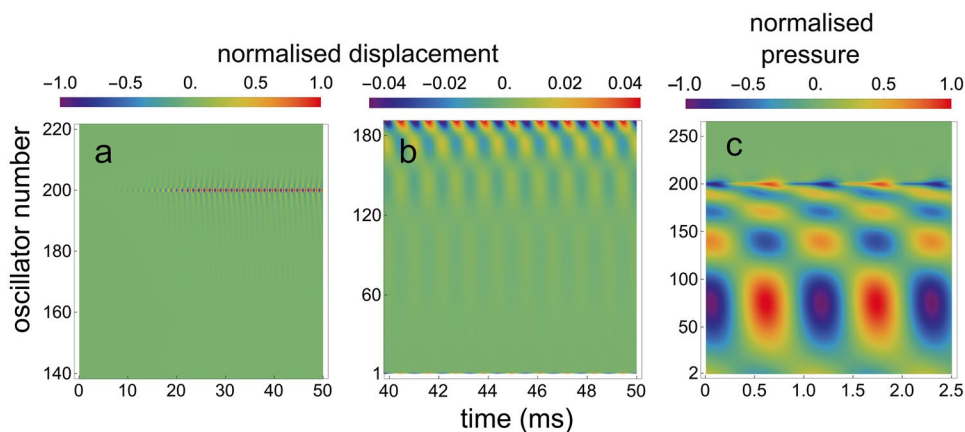 normalised displacement
normalised
pressure
−1.0 −0.5 0. 0.5 1.0
−0.04 −0.02 0. 0.02 0.04
−1.0 −0.5 0. 0.5 1.0
oscillator number
a
220
200
180
160
140
0 10 20 30 40 50
b
180
120
60
1
40 42 44 46 48 50
c
250
200
150
100
50
2
0 0.5 1.0 1.5 2.0 2.5
time (ms)